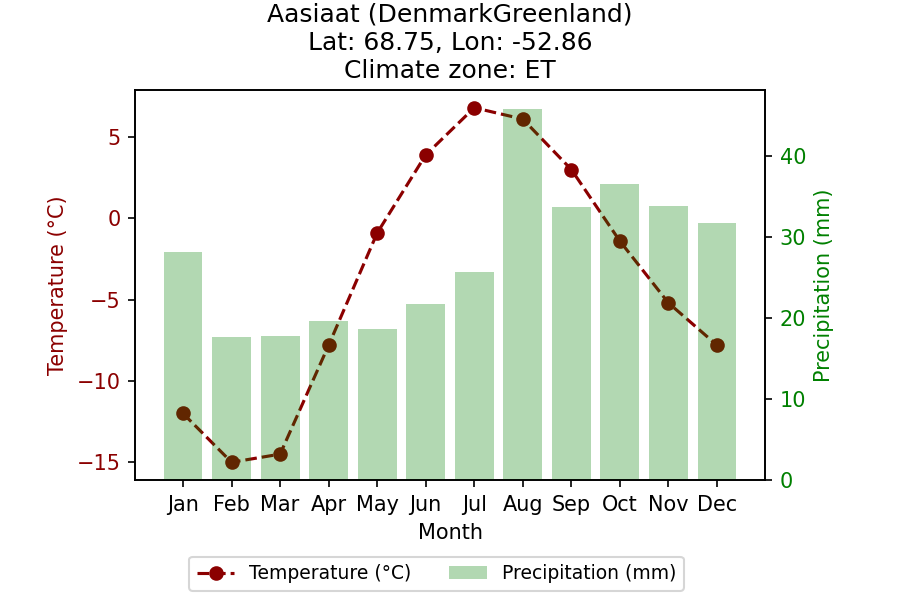 Aasiaat (DenmarkGreenland)
Lat: 68.75, Lon: -52.86
Climate zone: ET
Temperature (°C)
5
0
−5
−10
−15
40
30
20
10
0
Precipitation (mm)
Jan Feb Mar Apr May Jun Jul Aug Sep Oct Nov Dec
Month
Temperature (°C) Precipitation (mm)